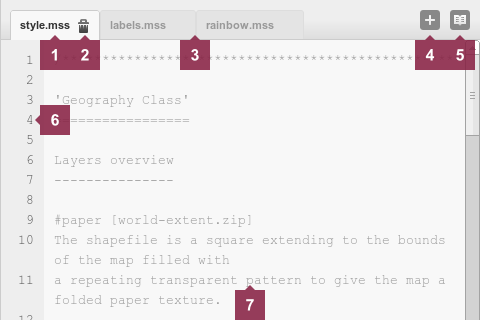 style.mss labels.mss rainbow.mss
1 2 3 4 5
1 ****************************************
2
3 'Geography Class'
6
4 ==============
5
6 Layers overview
7 ---------------
8
9 #paper [world-extent.zip]
10 The shapefile is a square extending to the bounds
of the map filled with
11 a repeating transparent pattern to give the map a
folded paper texture.
7
12